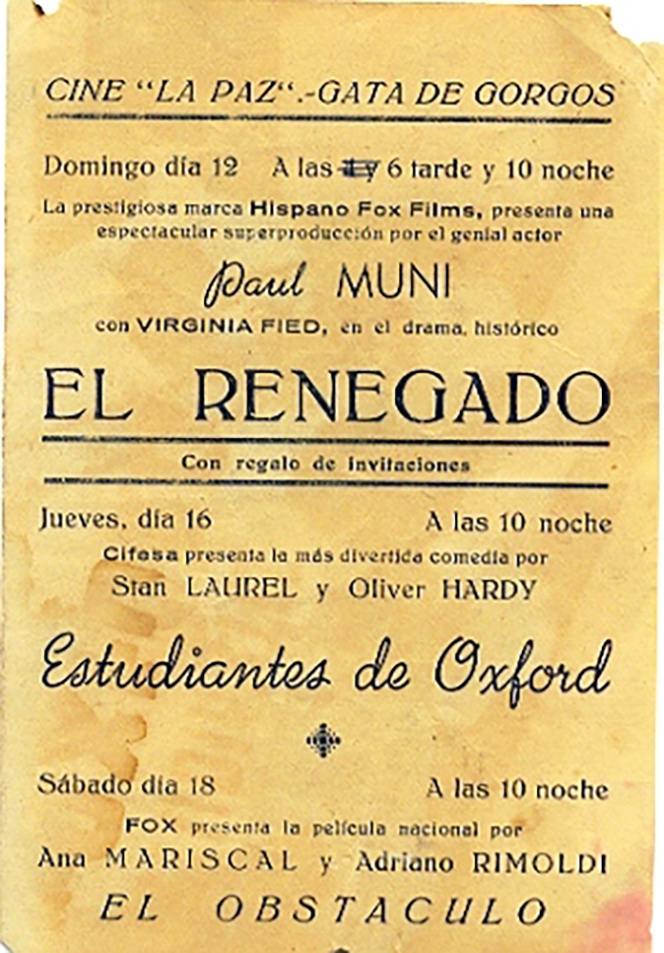 CINE "LA PAZ".-GATA DE GORGOS
Domingo día 12 A las 6 tarde y 10 noche
La prestigiosa marca Hispano Fox Films, presenta una
espectacular superproducción por el genial actor
Paul MUNI
con VIRGINIA FIED, en el drama, histórico
EL RENEGADO
Con regalo de invitaciones
Jueves, día 16 A las 10 noche
Cifesa presenta la más divertida comedia por
Stan LAUREL y Oliver HARDY
Estudiantes de Oxford
Sábado día 18 A las 10 noche
FOX presenta la película nacional por
Ana MARISCAL y Adriano RIMOLDI
EL OBSTACULO